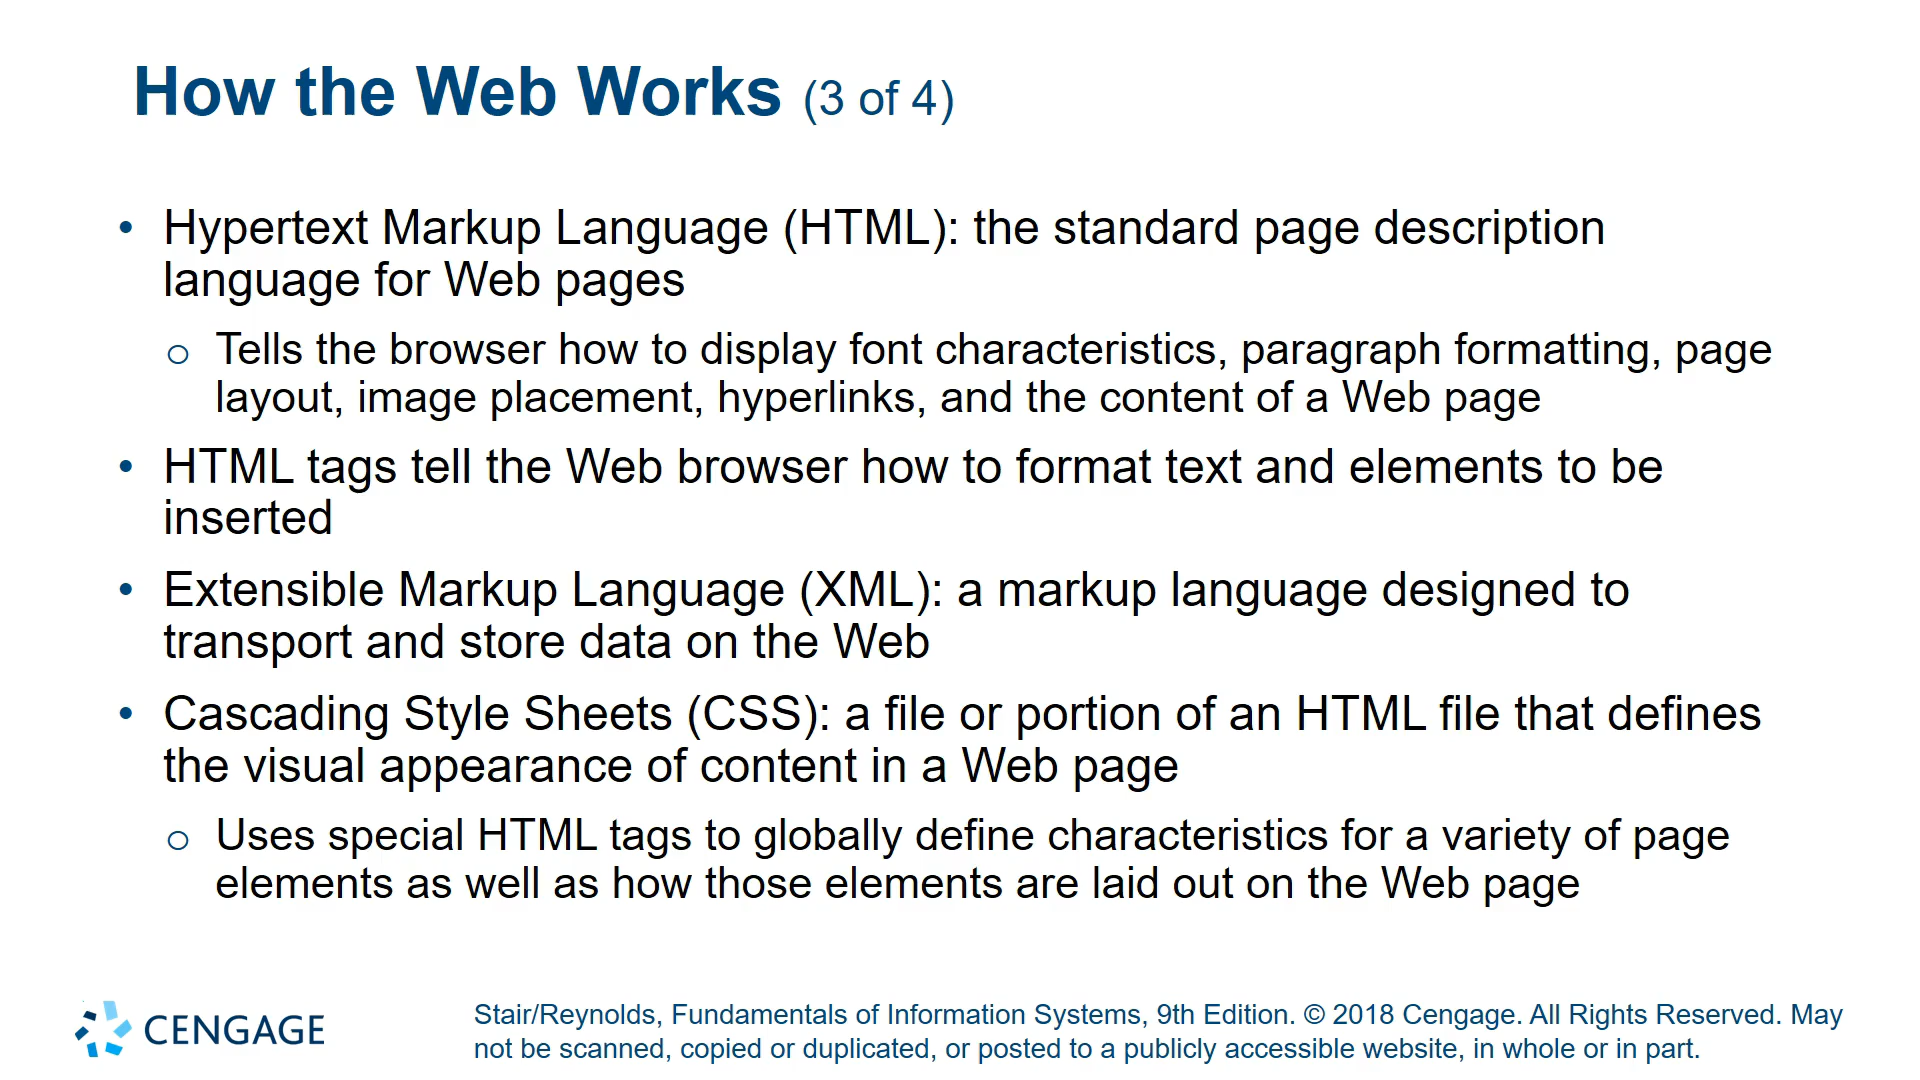 How the Web Works (3 of 4)
• Hypertext Markup Language (HTML): the standard page description
language for Web pages
o Tells the browser how to display font characteristics, paragraph formatting, page
layout, image placement, hyperlinks, and the content of a Web page
• HTML tags tell the Web browser how to format text and elements to be
inserted
• Extensible Markup Language (XML): a markup language designed to
transport and store data on the Web
• Cascading Style Sheets (CSS): a file or portion of an HTML file that defines
the visual appearance of content in a Web page
o Uses special HTML tags to globally define characteristics for a variety of page
elements as well as how those elements are laid out on the Web page
CENGAGE
Stair/Reynolds, Fundamentals of Information Systems, 9th Edition. © 2018 Cengage. All Rights Reserved. May
not be scanned, copied or duplicated, or posted to a publicly accessible website, in whole or in part.